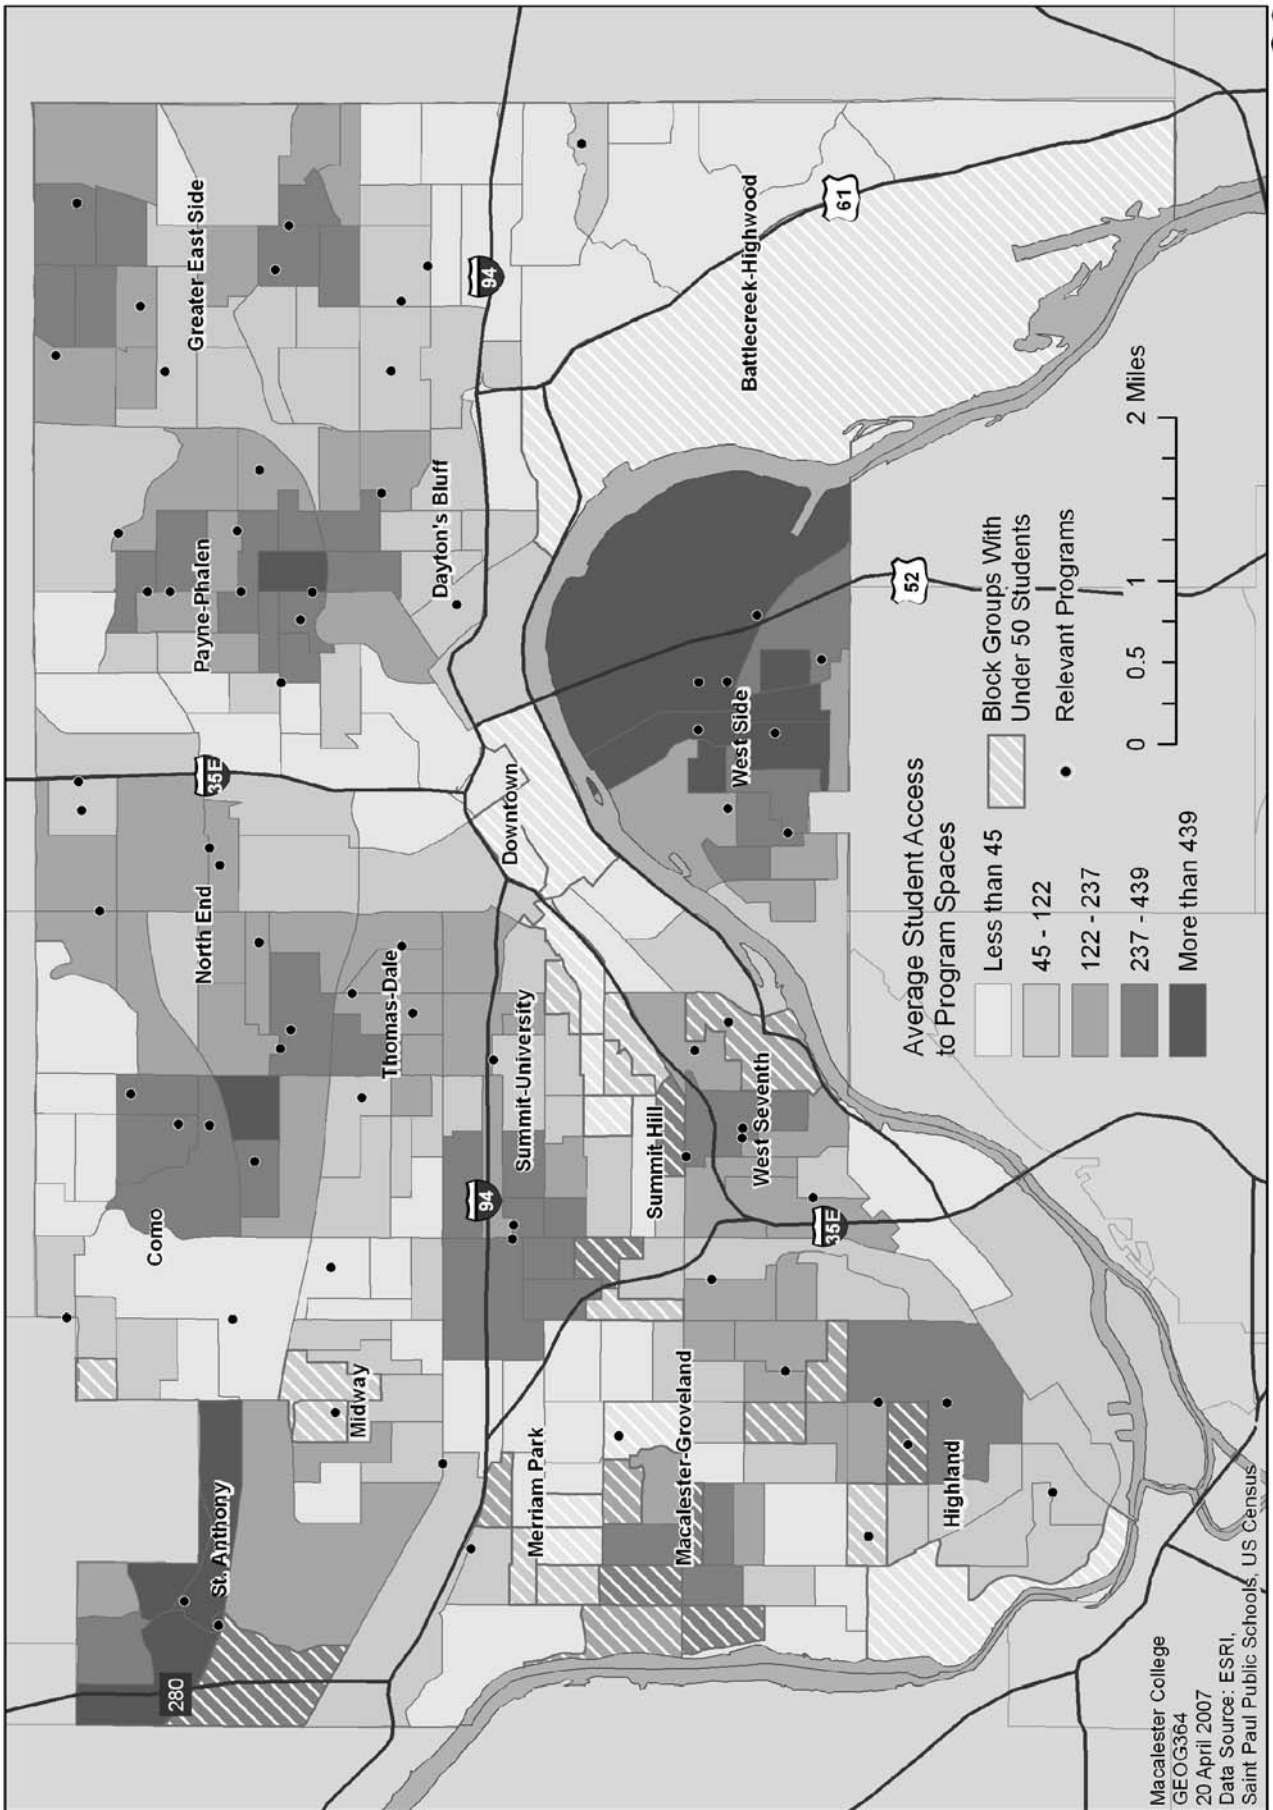 St. Anthony
280
Como
North End
35E
Payne-Phalen
Greater East Side
Midway
Thomas-Dale
Dayton's Bluff
94
94
Merriam Park
Summit-University
Downtown
Macalester-Groveland
Summit Hill
West Seventh
35E
West Side
Battlecreek-Highwood
61
52
Highland
Average Student Access
to Program Spaces
Less than 45
45 - 122
122 - 237
237 - 439
More than 439
Block Groups With
Under 50 Students
Relevant Programs
0 0.5 1 2 Miles
Macalester College
GEOG364
20 April 2007
Data Source: ESRI,
Saint Paul Public Schools, US Census